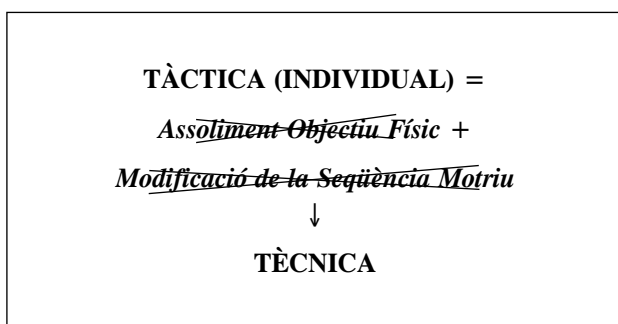 TÀCTICA (INDIVIDUAL) =
Assoliment Objectiu Físic +
Modificació de la Seqüència Motriu
↓
TÈCNICA